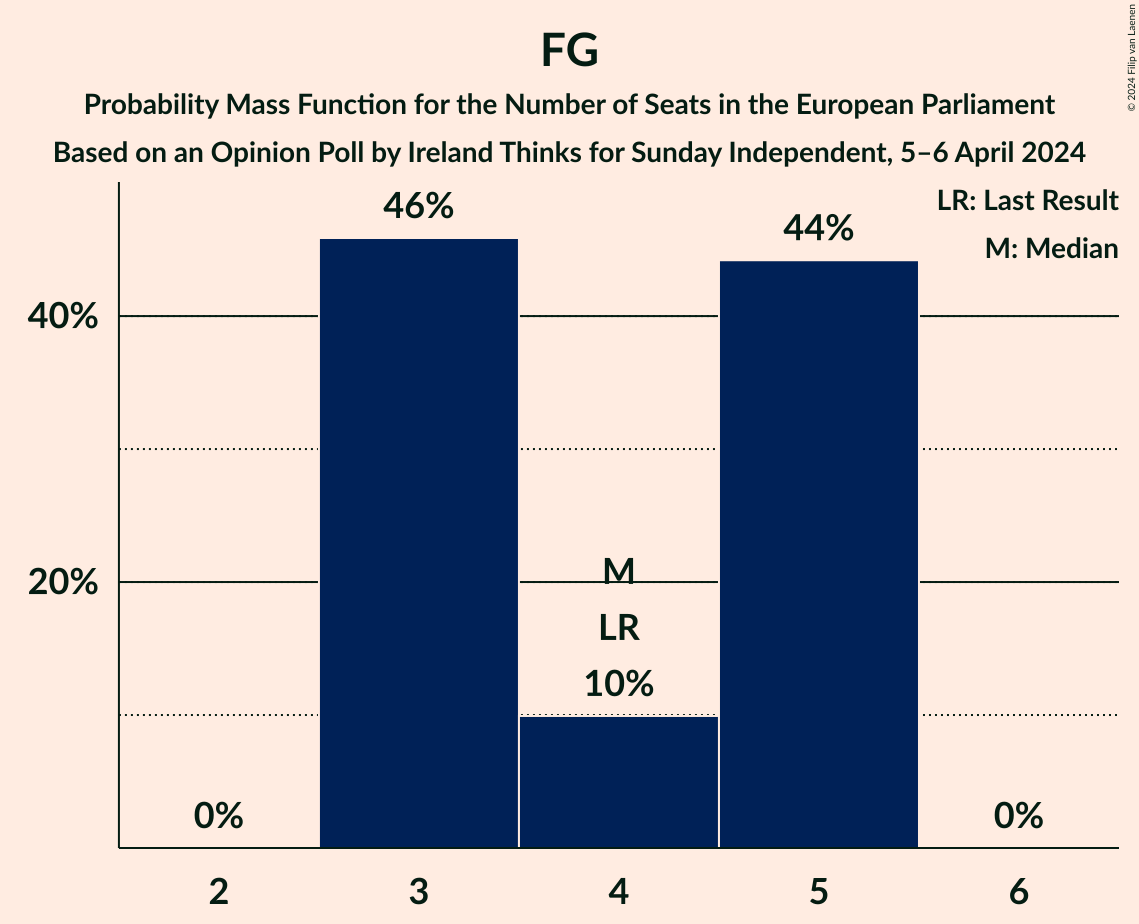 FG
Probability Mass Function for the Number of Seats in the European Parliament
Based on an Opinion Poll by Ireland Thinks for Sunday Independent, 5–6 April 2024
© 2024 Filip van Laenen
LR: Last Result
M: Median
46%
44%
40%
20%
M
LR
10%
0%
0%
2
3
4
5
6